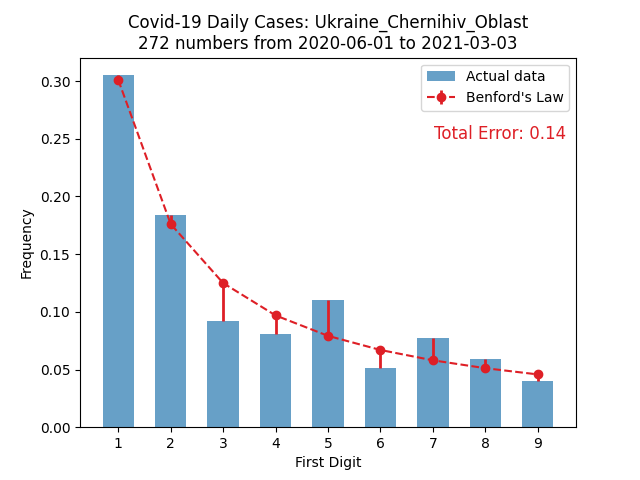 Covid-19 Daily Cases: Ukraine_Chernihiv_Oblast
272 numbers from 2020-06-01 to 2021-03-03
Actual data
Benford's Law
Total Error: 0.14
0.30
0.25
0.20
0.15
0.10
0.05
0.00
Frequency
1 2 3 4 5 6 7 8 9
First Digit